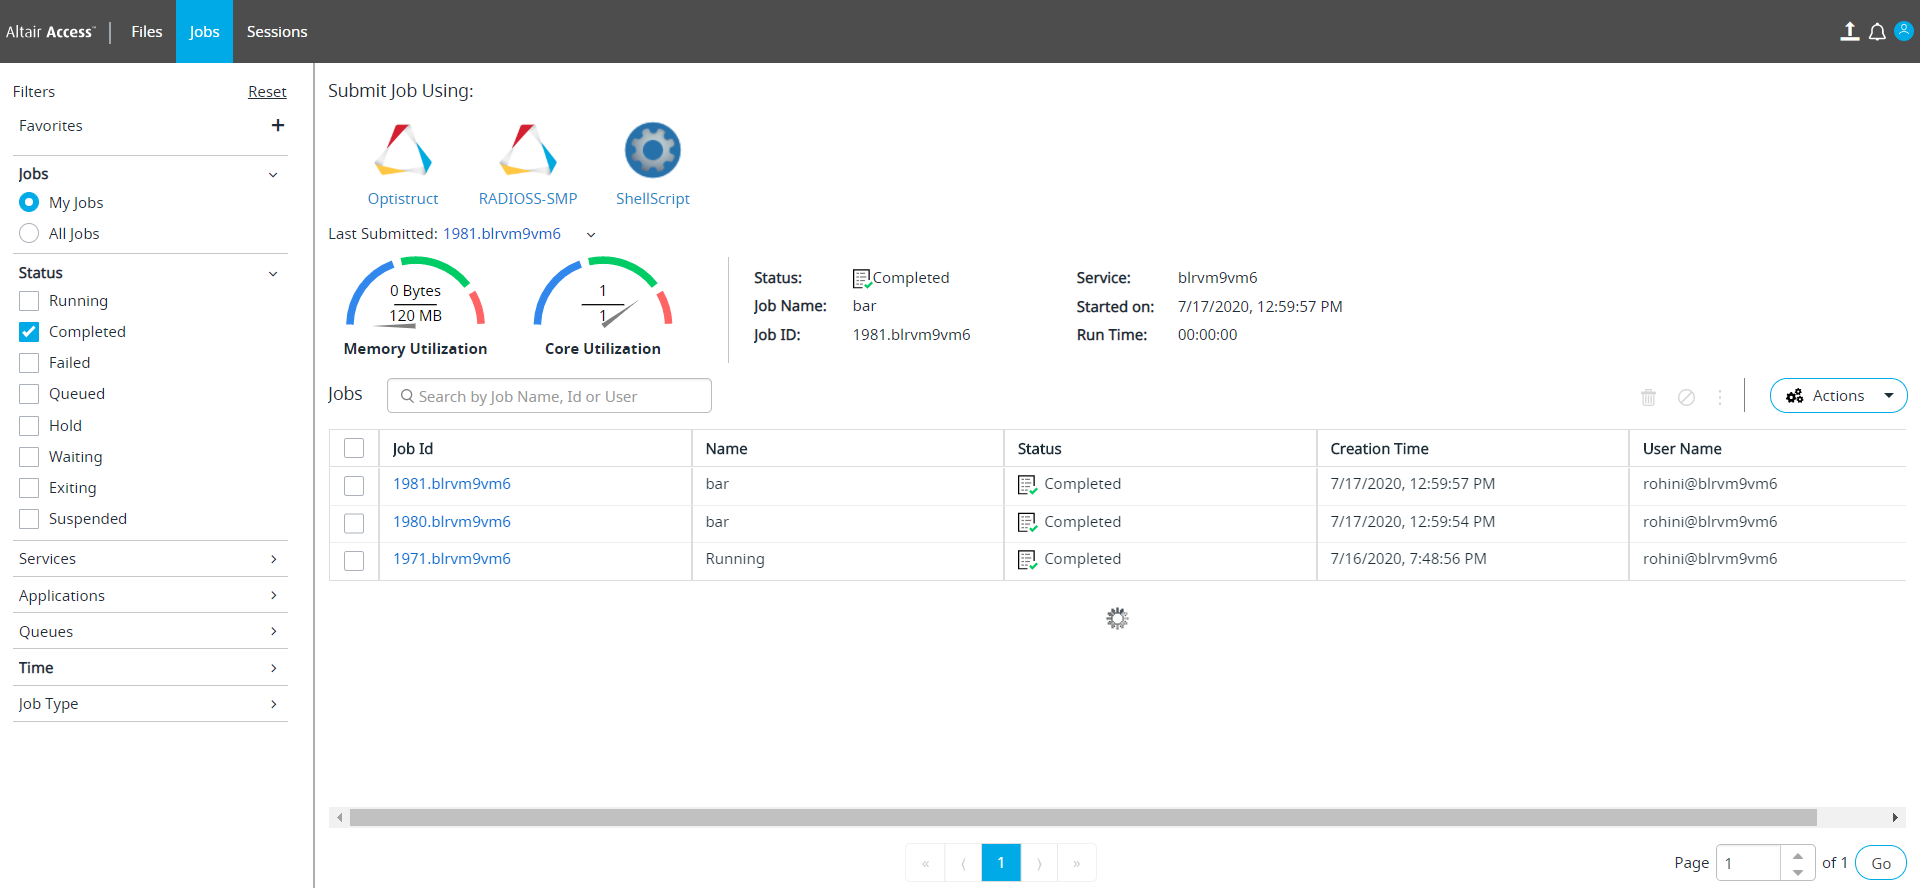 Altair Access™ Files Jobs Sessions
Filters Reset
Favorites +
Jobs
My Jobs
All Jobs
Status
Running
Completed
Failed
Queued
Hold
Waiting
Exiting
Suspended
Services
Applications
Queues
Time
Job Type
Submit Job Using:
Optistruct RADIOSS-SMP ShellScript
Last Submitted: 1981.blrvm9vm6
0 Bytes
120 MB
Memory Utilization
1
1
Core Utilization
Status: Completed
Job Name: bar
Job ID: 1981.blrvm9vm6
Service: blrvm9vm6
Started on: 7/17/2020, 12:59:57 PM
Run Time: 00:00:00
Jobs Search by Job Name, Id or User Actions
Job Id Name Status Creation Time User Name
1981.blrvm9vm6 bar Completed 7/17/2020, 12:59:57 PM rohini@blrvm9vm6
1980.blrvm9vm6 bar Completed 7/17/2020, 12:59:54 PM rohini@blrvm9vm6
1971.blrvm9vm6 Running Completed 7/16/2020, 7:48:56 PM rohini@blrvm9vm6
« ⟨ 1 ⟩ » Page 1 of 1 Go